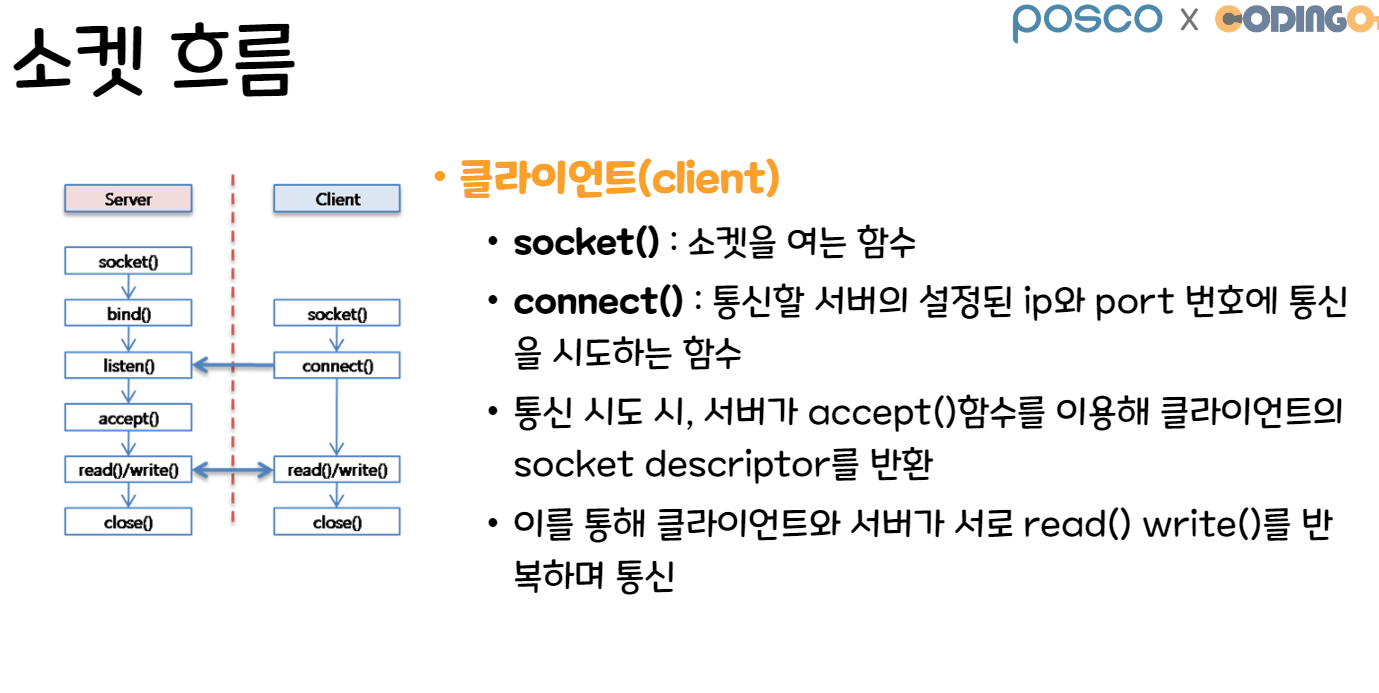 posco x CODINGO
소켓 흐름
Server
Client
socket()
bind()
socket()
listen()
connect()
accept()
read()/write()
read()/write()
close()
close()
• 클라이언트(client)
• socket() : 소켓을 여는 함수
• connect() : 통신할 서버의 설정된 ip와 port 번호에 통신
을 시도하는 함수
• 통신 시도 시, 서버가 accept()함수를 이용해 클라이언트의
socket descriptor를 반환
• 이를 통해 클라이언트와 서버가 서로 read() write()를 반
복하며 통신